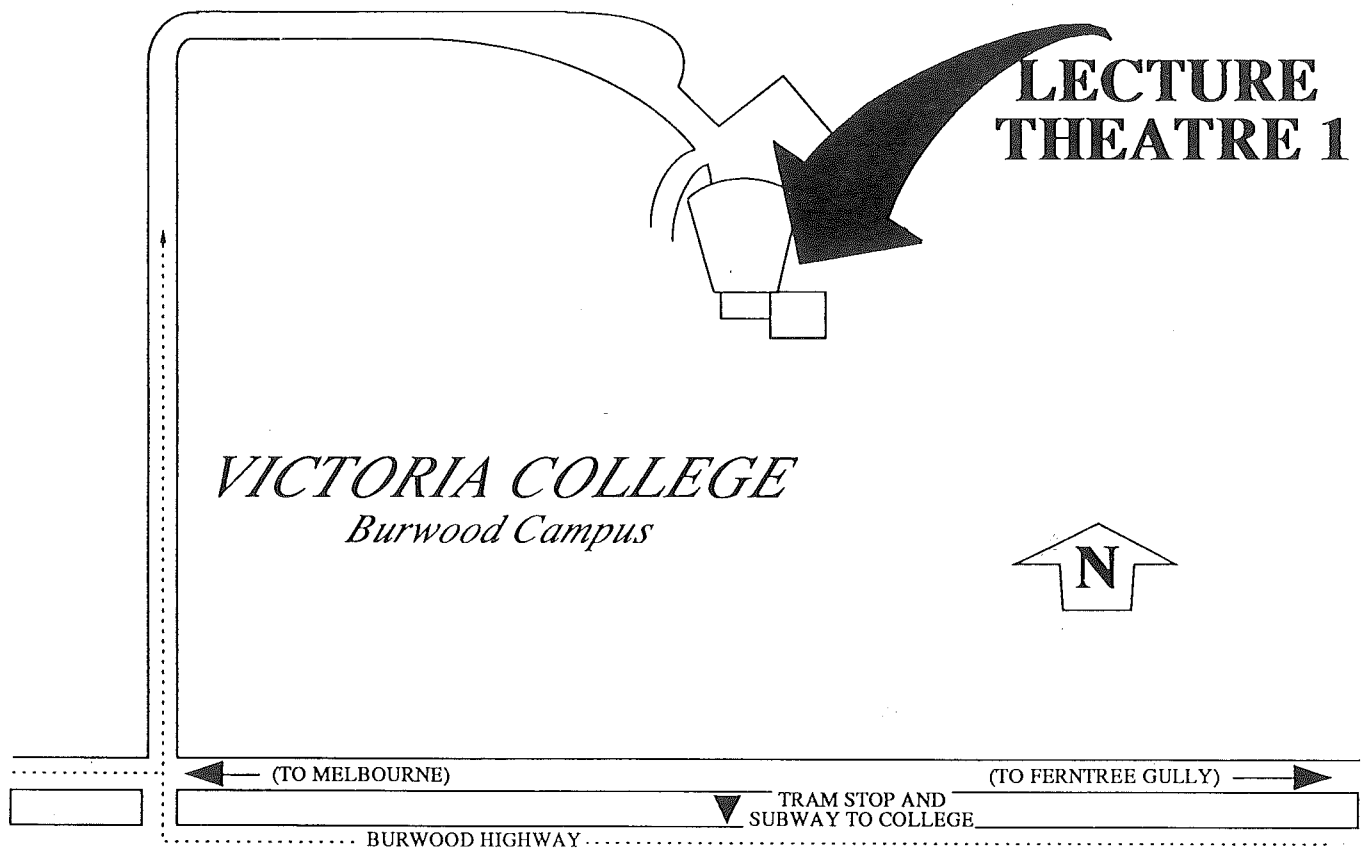 LECTURE
THEATRE 1
VICTORIA COLLEGE
Burwood Campus
N
(TO MELBOURNE)
(TO FERNTREE GULLY)
TRAM STOP AND
SUBWAY TO COLLEGE
BURWOOD HIGHWAY